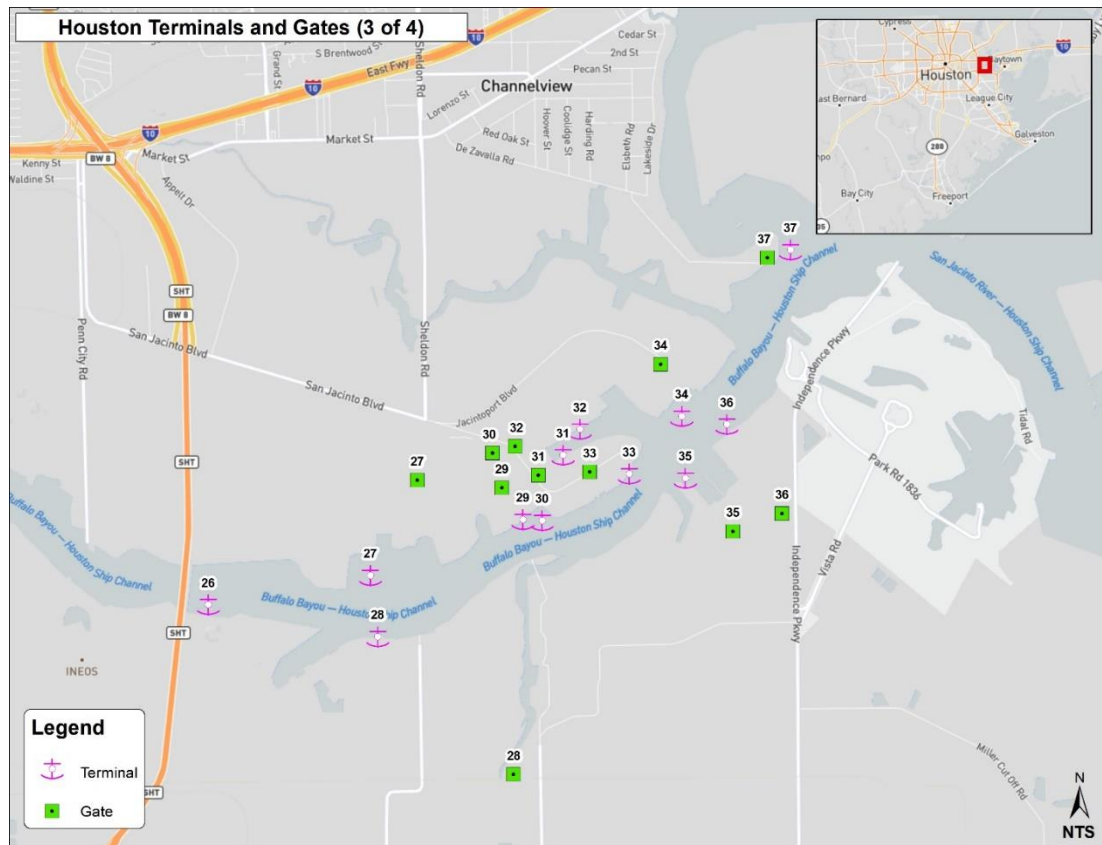 Houston Terminals and Gates (3 of 4)
10
S Brentwood St
Grand St
East Fwy
10
10
Sheldon Rd
Cedar St
2nd St
Pecan St
Channelview
Lorenzo St
Market St
Red Oak St
De Zavalla Rd
Hoover St
Coolidge St
Harding Rd
Elsbeth Rd
Lakeside Dr
BW 8
Kenny St
Waldine St
Market St
Appelt Dr
Cypress
10
Baytown
Houston
East Bernard
League City
288
Galveston
Bay City
Freeport
37
37
Buffalo Bayou — Houston Ship Channel
San Jacinto River — Houston Ship Channel
SHT
BW 8
San Jacinto Blvd
Penn City Rd
Sheldon Rd
San Jacinto Blvd
Jacintoport Blvd
34
34
36
32
32
31
30
31
33
33
29
27
35
Independence Pkwy
Tidal Rd
Park Rd 1836
SHT
29
30
Buffalo Bayou — Houston Ship Channel
36
35
Independence Pkwy
Vista Rd
Buffalo Bayou — Houston Ship Channel
26
27
Buffalo Bayou — Houston Ship Channel
28
SHT
INEOS
28
Miller Cut Off Rd
SHT
Legend
Terminal
Gate
N
NTS